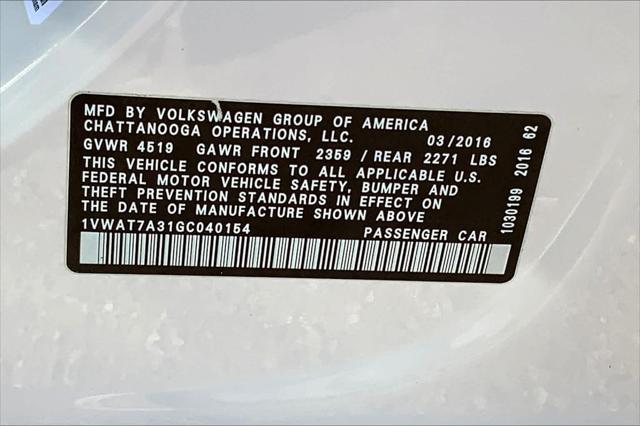 MFD BY VOLKSWAGEN GROUP OF AMERICA
CHATTANOOGA OPERATIONS, LLC. 03/2016
GVWR 4519 GAWR FRONT 2359 / REAR 2271 LBS
THIS VEHICLE CONFORMS TO ALL APPLICABLE U.S.
FEDERAL MOTOR VEHICLE SAFETY, BUMPER AND
THEFT PREVENTION STANDARDS IN EFFECT ON
THE DATE OF MANUFACTURE SHOWN ABOVE
1VWAT7A31GC040154 PASSENGER CAR
1030199 2016 62